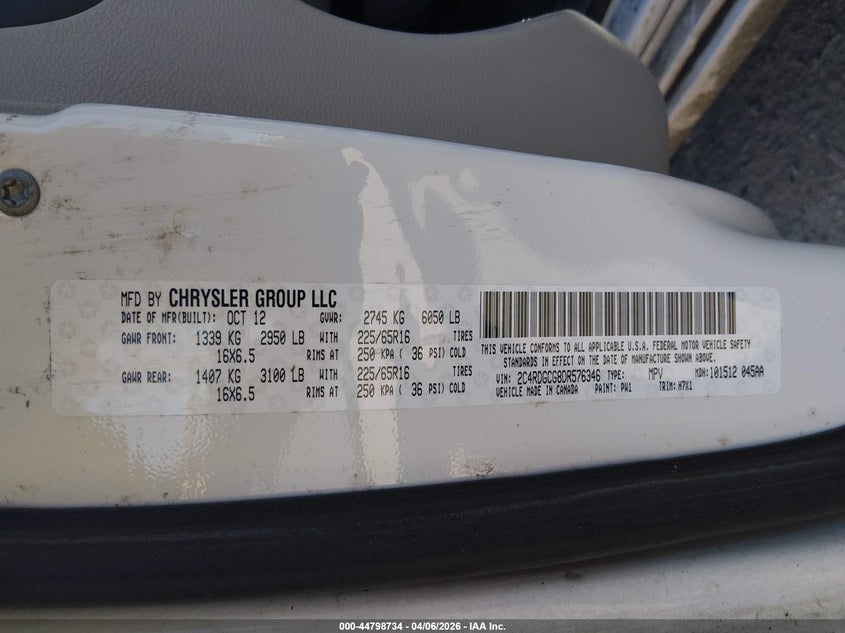 MFD BY CHRYSLER GROUP LLC
DATE OF MFR(BUILT): OCT 12 GVWR: 2745 KG 6050 LB
GAWR FRONT: 1339 KG 2950 LB WITH 225/65R16 TIRES
16X6.5 RIMS AT 250 KPA ( 36 PSI) COLD
GAWR REAR: 1407 KG 3100 LB WITH 225/65R16 TIRES
16X6.5 RIMS AT 250 KPA ( 36 PSI) COLD
THIS VEHICLE CONFORMS TO ALL APPLICABLE U.S.A. FEDERAL MOTOR VEHICLE SAFETY
STANDARDS IN EFFECT ON THE DATE OF MANUFACTURE SHOWN ABOVE.
VIN: 2C4RDGCG8DR576346 TYPE: MPV MDH: 101512 045AA
VEHICLE MADE IN CANADA PAINT: PW1 TRIM: H7X1
000-44798734 - 04/06/2026 - IAA Inc.